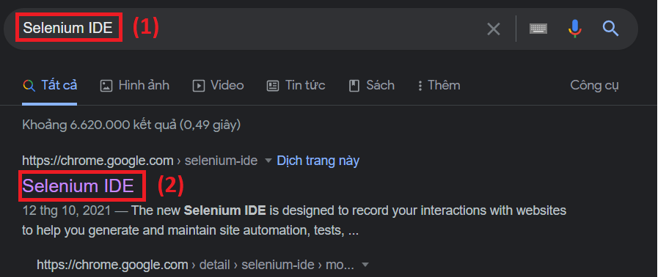 Selenium IDE (1)
Tất cả Hình ảnh Video Tin tức Sách Thêm Công cụ
Khoảng 6.620.000 kết quả (0,49 giây)
https://chrome.google.com › selenium-ide Dịch trang này
Selenium IDE (2)
12 thg 10, 2021 — The new Selenium IDE is designed to record your interactions with websites
to help you generate and maintain site automation, tests, ...
https://chrome.google.com › detail › selenium-ide › mo...